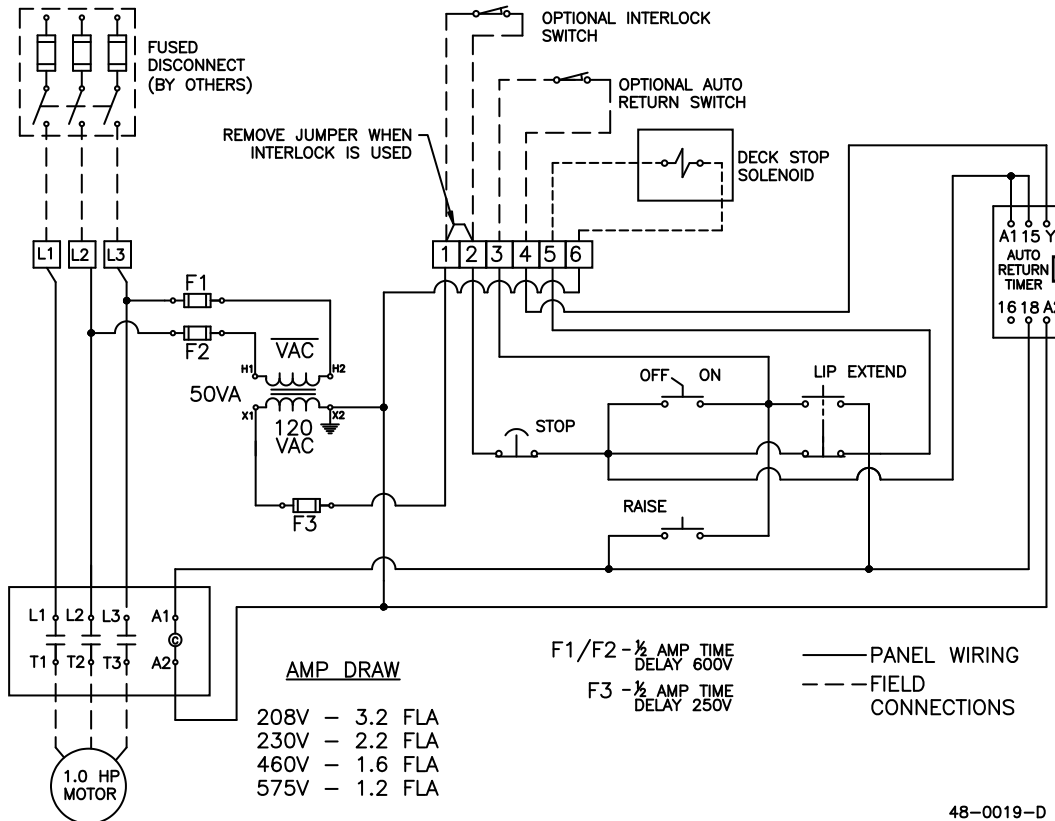 OPTIONAL INTERLOCK
SWITCH
FUSED
DISCONNECT
(BY OTHERS)
OPTIONAL AUTO
RETURN SWITCH
REMOVE JUMPER WHEN
INTERLOCK IS USED
DECK STOP
SOLENOID
L1 L2 L3
1 2 3 4 5 6
A1 15 Y
AUTO
RETURN
TIMER
16 18
F1
F2
VAC
H1 H2
50VA
X1 X2
120
VAC
F3
OFF ON
LIP EXTEND
STOP
RAISE
L1 L2 L3 A1
C
T1 T2 T3 A2
1.0 HP
MOTOR
AMP DRAW
208V - 3.2 FLA
230V - 2.2 FLA
460V - 1.6 FLA
575V - 1.2 FLA
F1/F2 - ½ AMP TIME
DELAY 600V
F3 - ½ AMP TIME
DELAY 250V
PANEL WIRING
FIELD
CONNECTIONS
48-0019-D